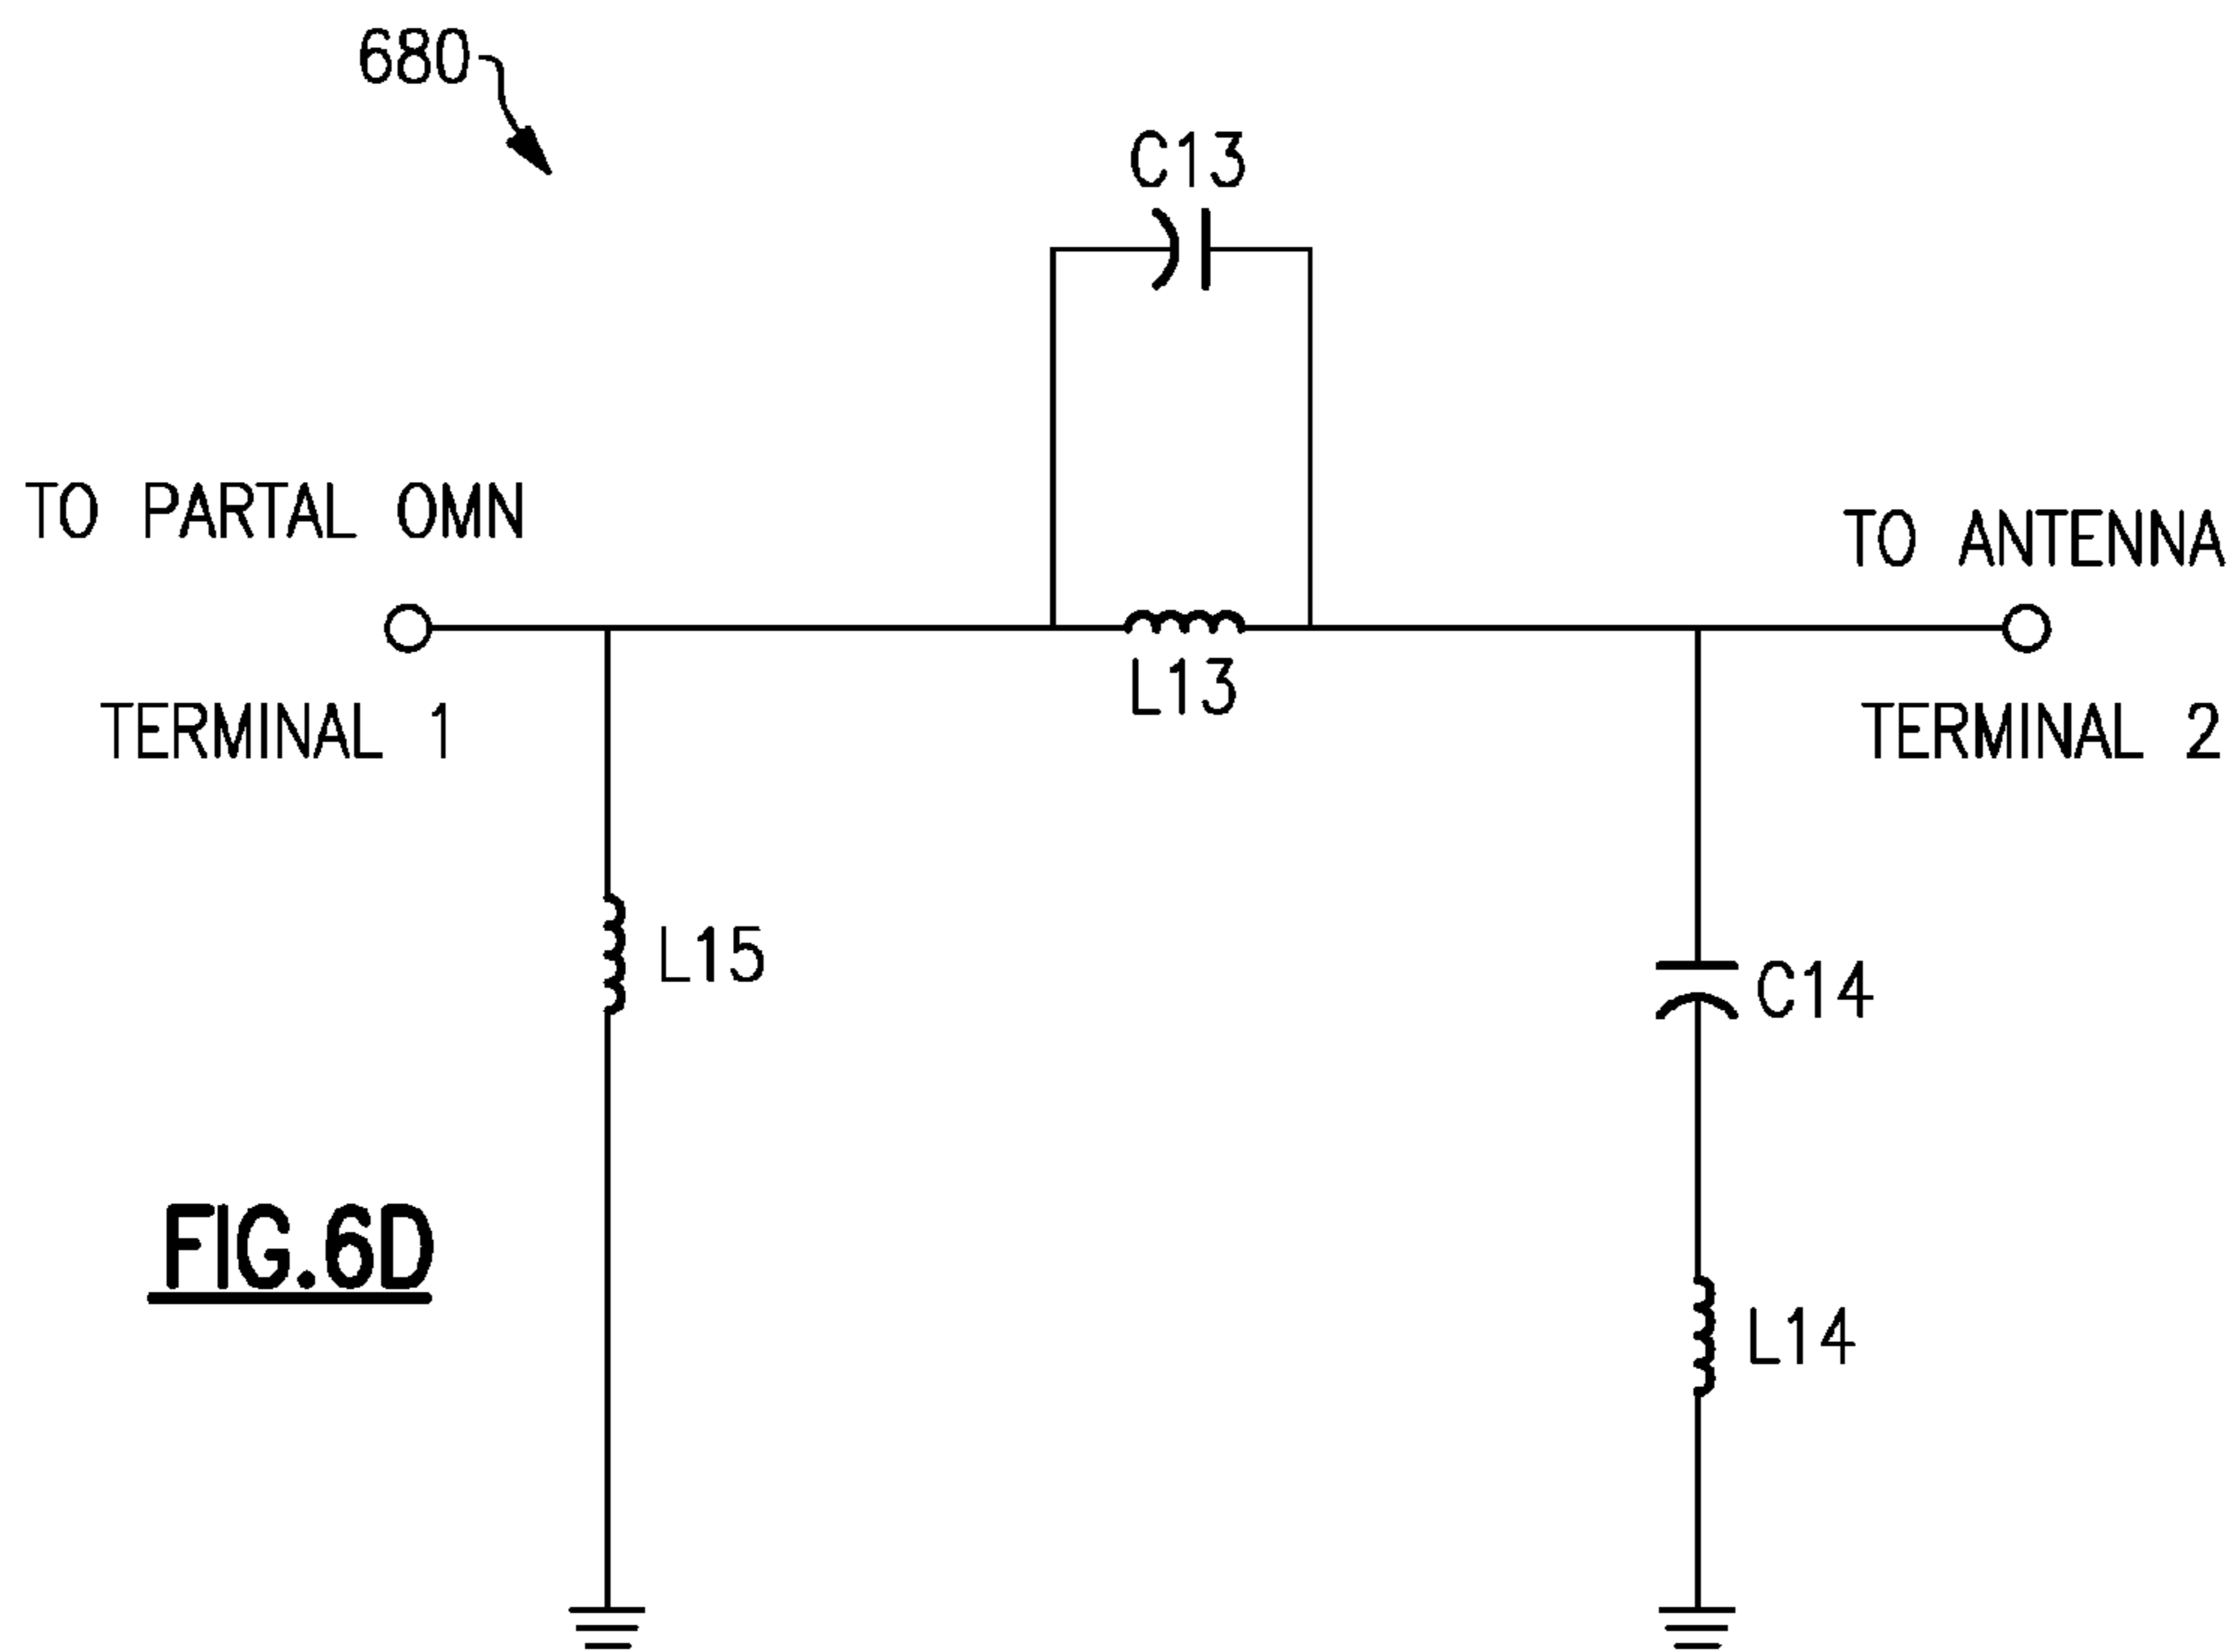 680
C13
TO PARTAL OMN
TO ANTENNA
L13
TERMINAL 1
TERMINAL 2
L15
C14
FIG.6D
L14